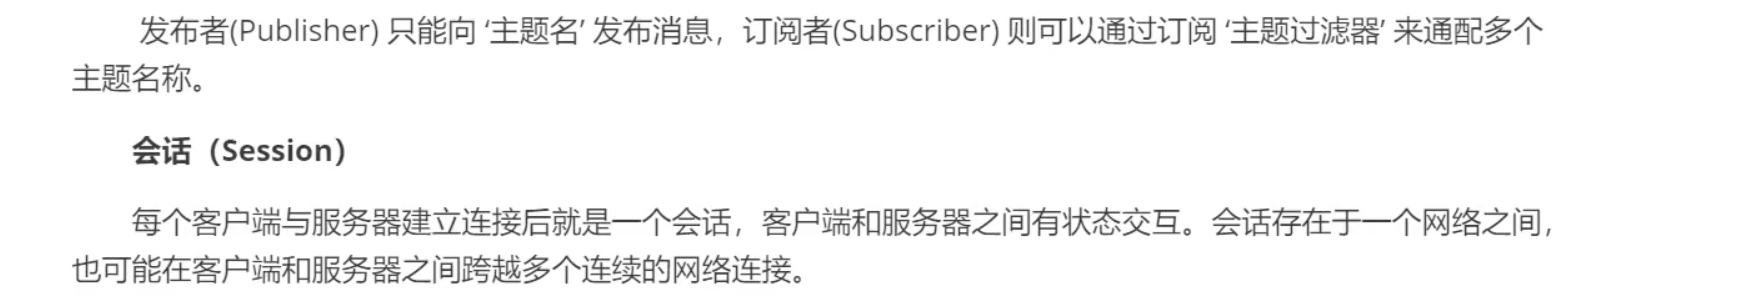 发布者(Publisher) 只能向 ‘主题名’ 发布消息，订阅者(Subscriber) 则可以通过订阅 ‘主题过滤器’ 来通配多个
主题名称。
会话（Session）
每个客户端与服务器建立连接后就是一个会话，客户端和服务器之间有状态交互。会话存在于一个网络之间，
也可能在客户端和服务器之间跨越多个连续的网络连接。